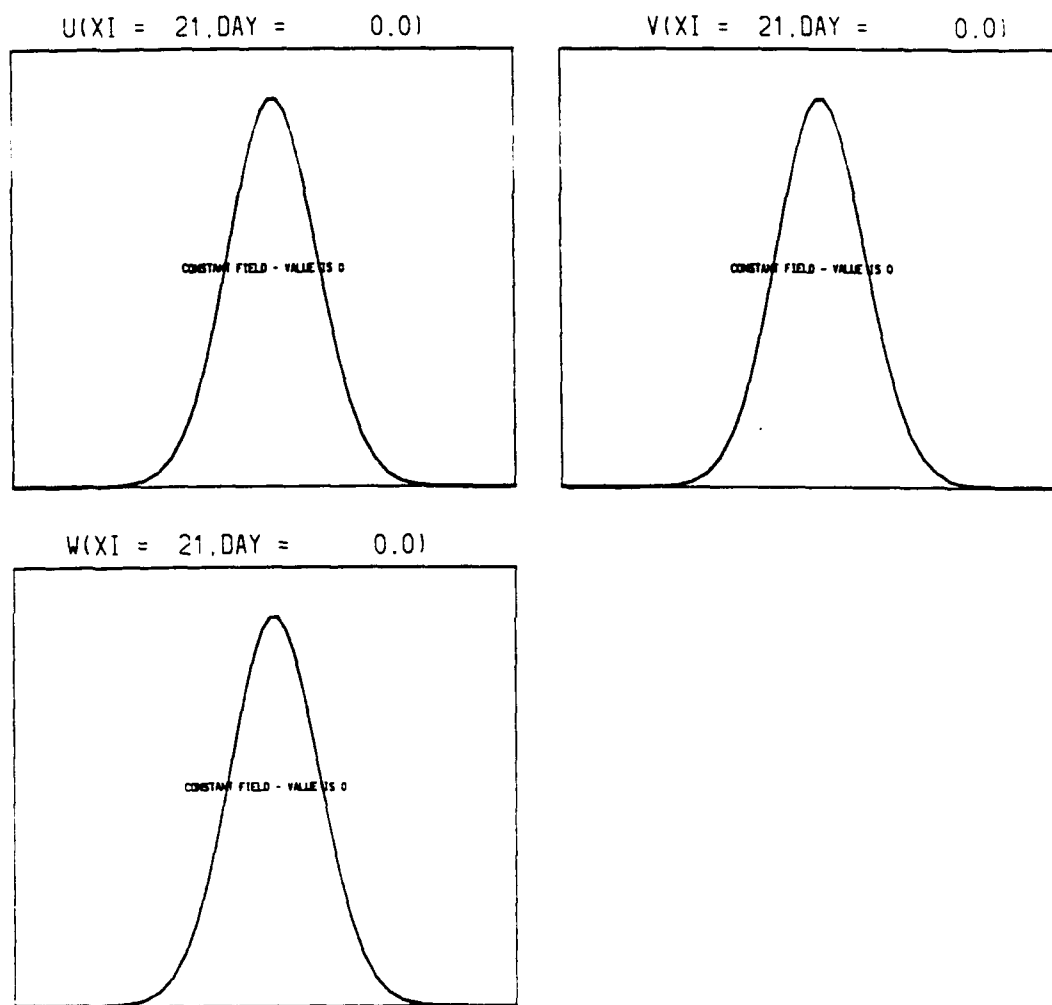 U(XI = 21,DAY = 0.0)
V(XI = 21,DAY = 0.0)
CONSTANT FIELD - VALUE IS 0
CONSTANT FIELD - VALUE IS 0
W(XI = 21,DAY = 0.0)
CONSTANT FIELD - VALUE IS 0